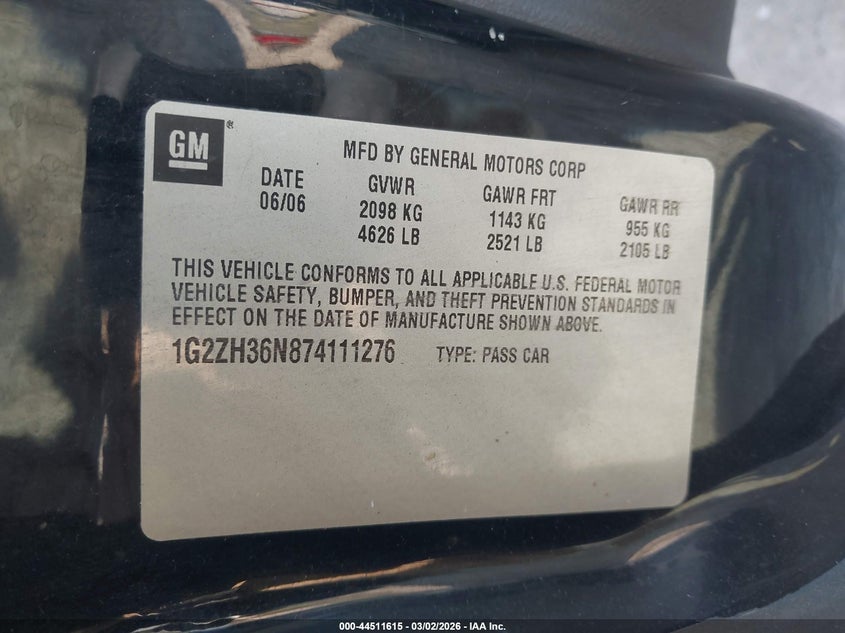 GM®
MFD BY GENERAL MOTORS CORP
DATE GVWR GAWR FRT GAWR RR
06/06 2098 KG 1143 KG 955 KG
4626 LB 2521 LB 2105 LB
THIS VEHICLE CONFORMS TO ALL APPLICABLE U.S. FEDERAL MOTOR
VEHICLE SAFETY, BUMPER, AND THEFT PREVENTION STANDARDS IN
EFFECT ON THE DATE OF MANUFACTURE SHOWN ABOVE.
1G2ZH36N874111276 TYPE: PASS CAR
000-44511615 - 03/02/2026 - IAA Inc.